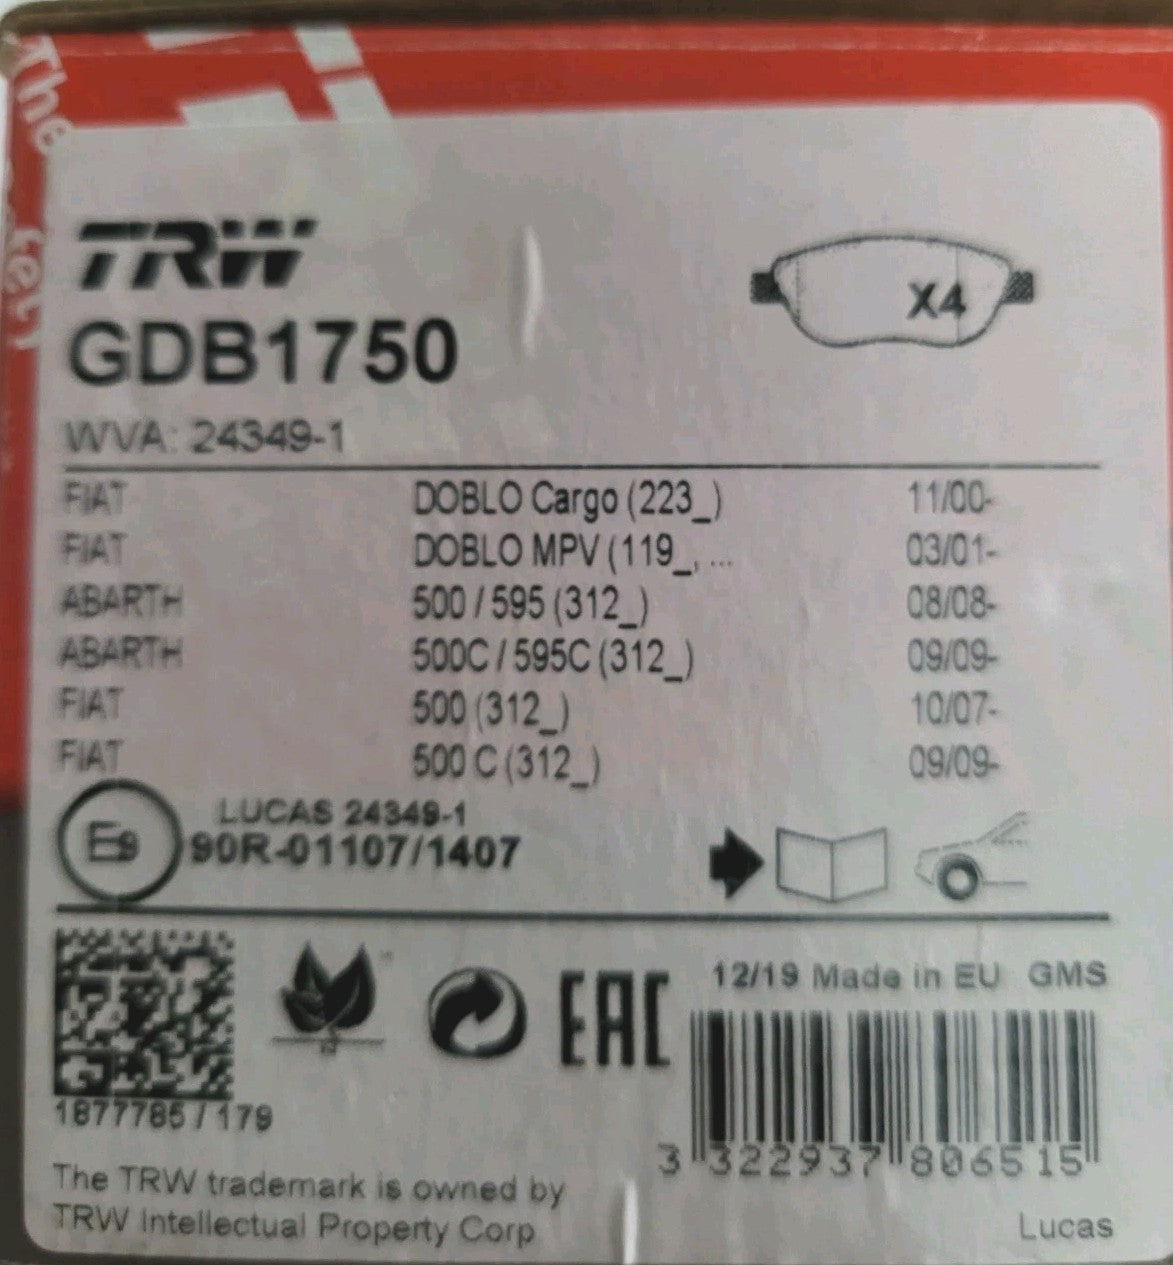 The
TRW
X4
GDB1750
WVA: 24349-1
FIAT DOBLO Cargo (223_) 11/00-
FIAT DOBLO MPV (119_, ... 03/01-
ABARTH 500 / 595 (312_) 08/08-
ABARTH 500C / 595C (312_) 09/09-
FIAT 500 (312_) 10/07-
FIAT 500 C (312_) 09/09-
LUCAS 24349-1
E9 90R-01107/1407
12/19 Made in EU GMS
EAC
1877785 / 179
3 322937 806515
The TRW trademark is owned by
TRW Intellectual Property Corp
Lucas